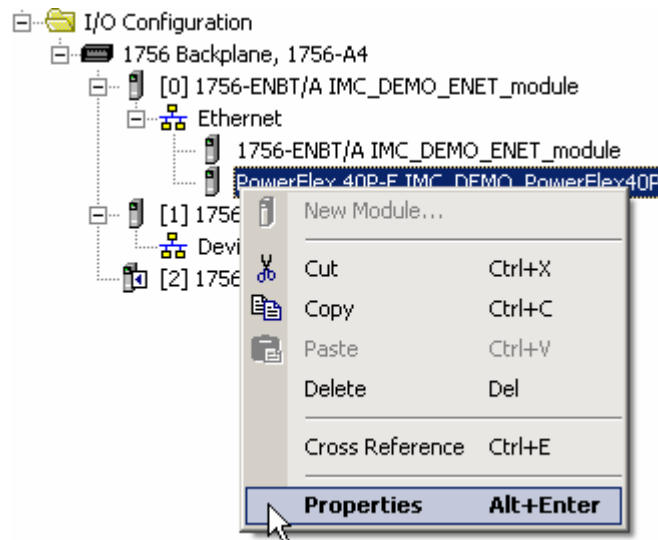 I/O Configuration
1756 Backplane, 1756-A4
[0] 1756-ENBT/A IMC_DEMO_ENET_module
Ethernet
1756-ENBT/A IMC_DEMO_ENET_module
PowerFlex 40P-E IMC_DEMO_PowerFlex40P
[1] 1756
Devi
[2] 1756
New Module...
Cut Ctrl+X
Copy Ctrl+C
Paste Ctrl+V
Delete Del
Cross Reference Ctrl+E
Properties Alt+Enter